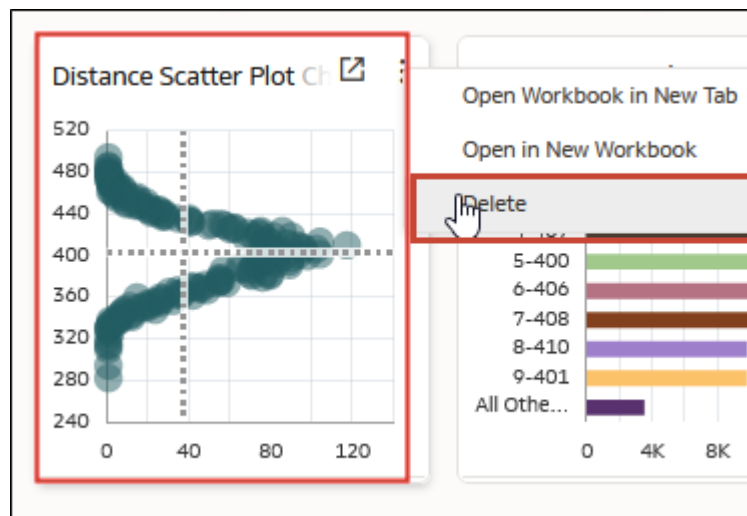 Distance Scatter Plot Ch
520
480
440
400
360
320
280
240
0 40 80 120
Open Workbook in New Tab
Open in New Workbook
Delete
5-400
6-406
7-408
8-410
9-401
All Othe...
0 4K 8K